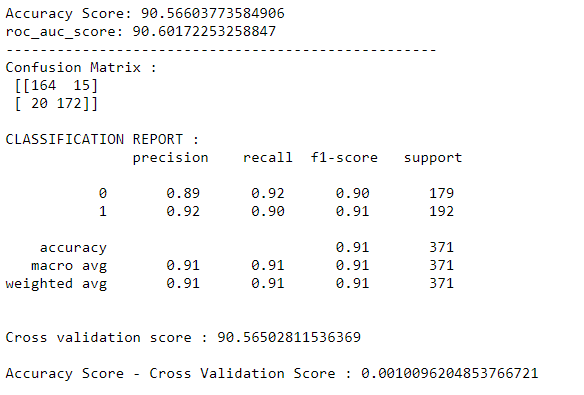 Accuracy Score: 90.56603773584906
roc_auc_score: 90.60172253258847
---------------------------------------------------
Confusion Matrix :
[[164  15]
[ 20 172]]
CLASSIFICATION REPORT :
precision    recall  f1-score   support
0       0.89      0.92      0.90       179
1       0.92      0.90      0.91       192
accuracy                           0.91       371
macro avg       0.91      0.91      0.91       371
weighted avg       0.91      0.91      0.91       371
Cross validation score : 90.56502811536369
Accuracy Score - Cross Validation Score : 0.0010096204853766721